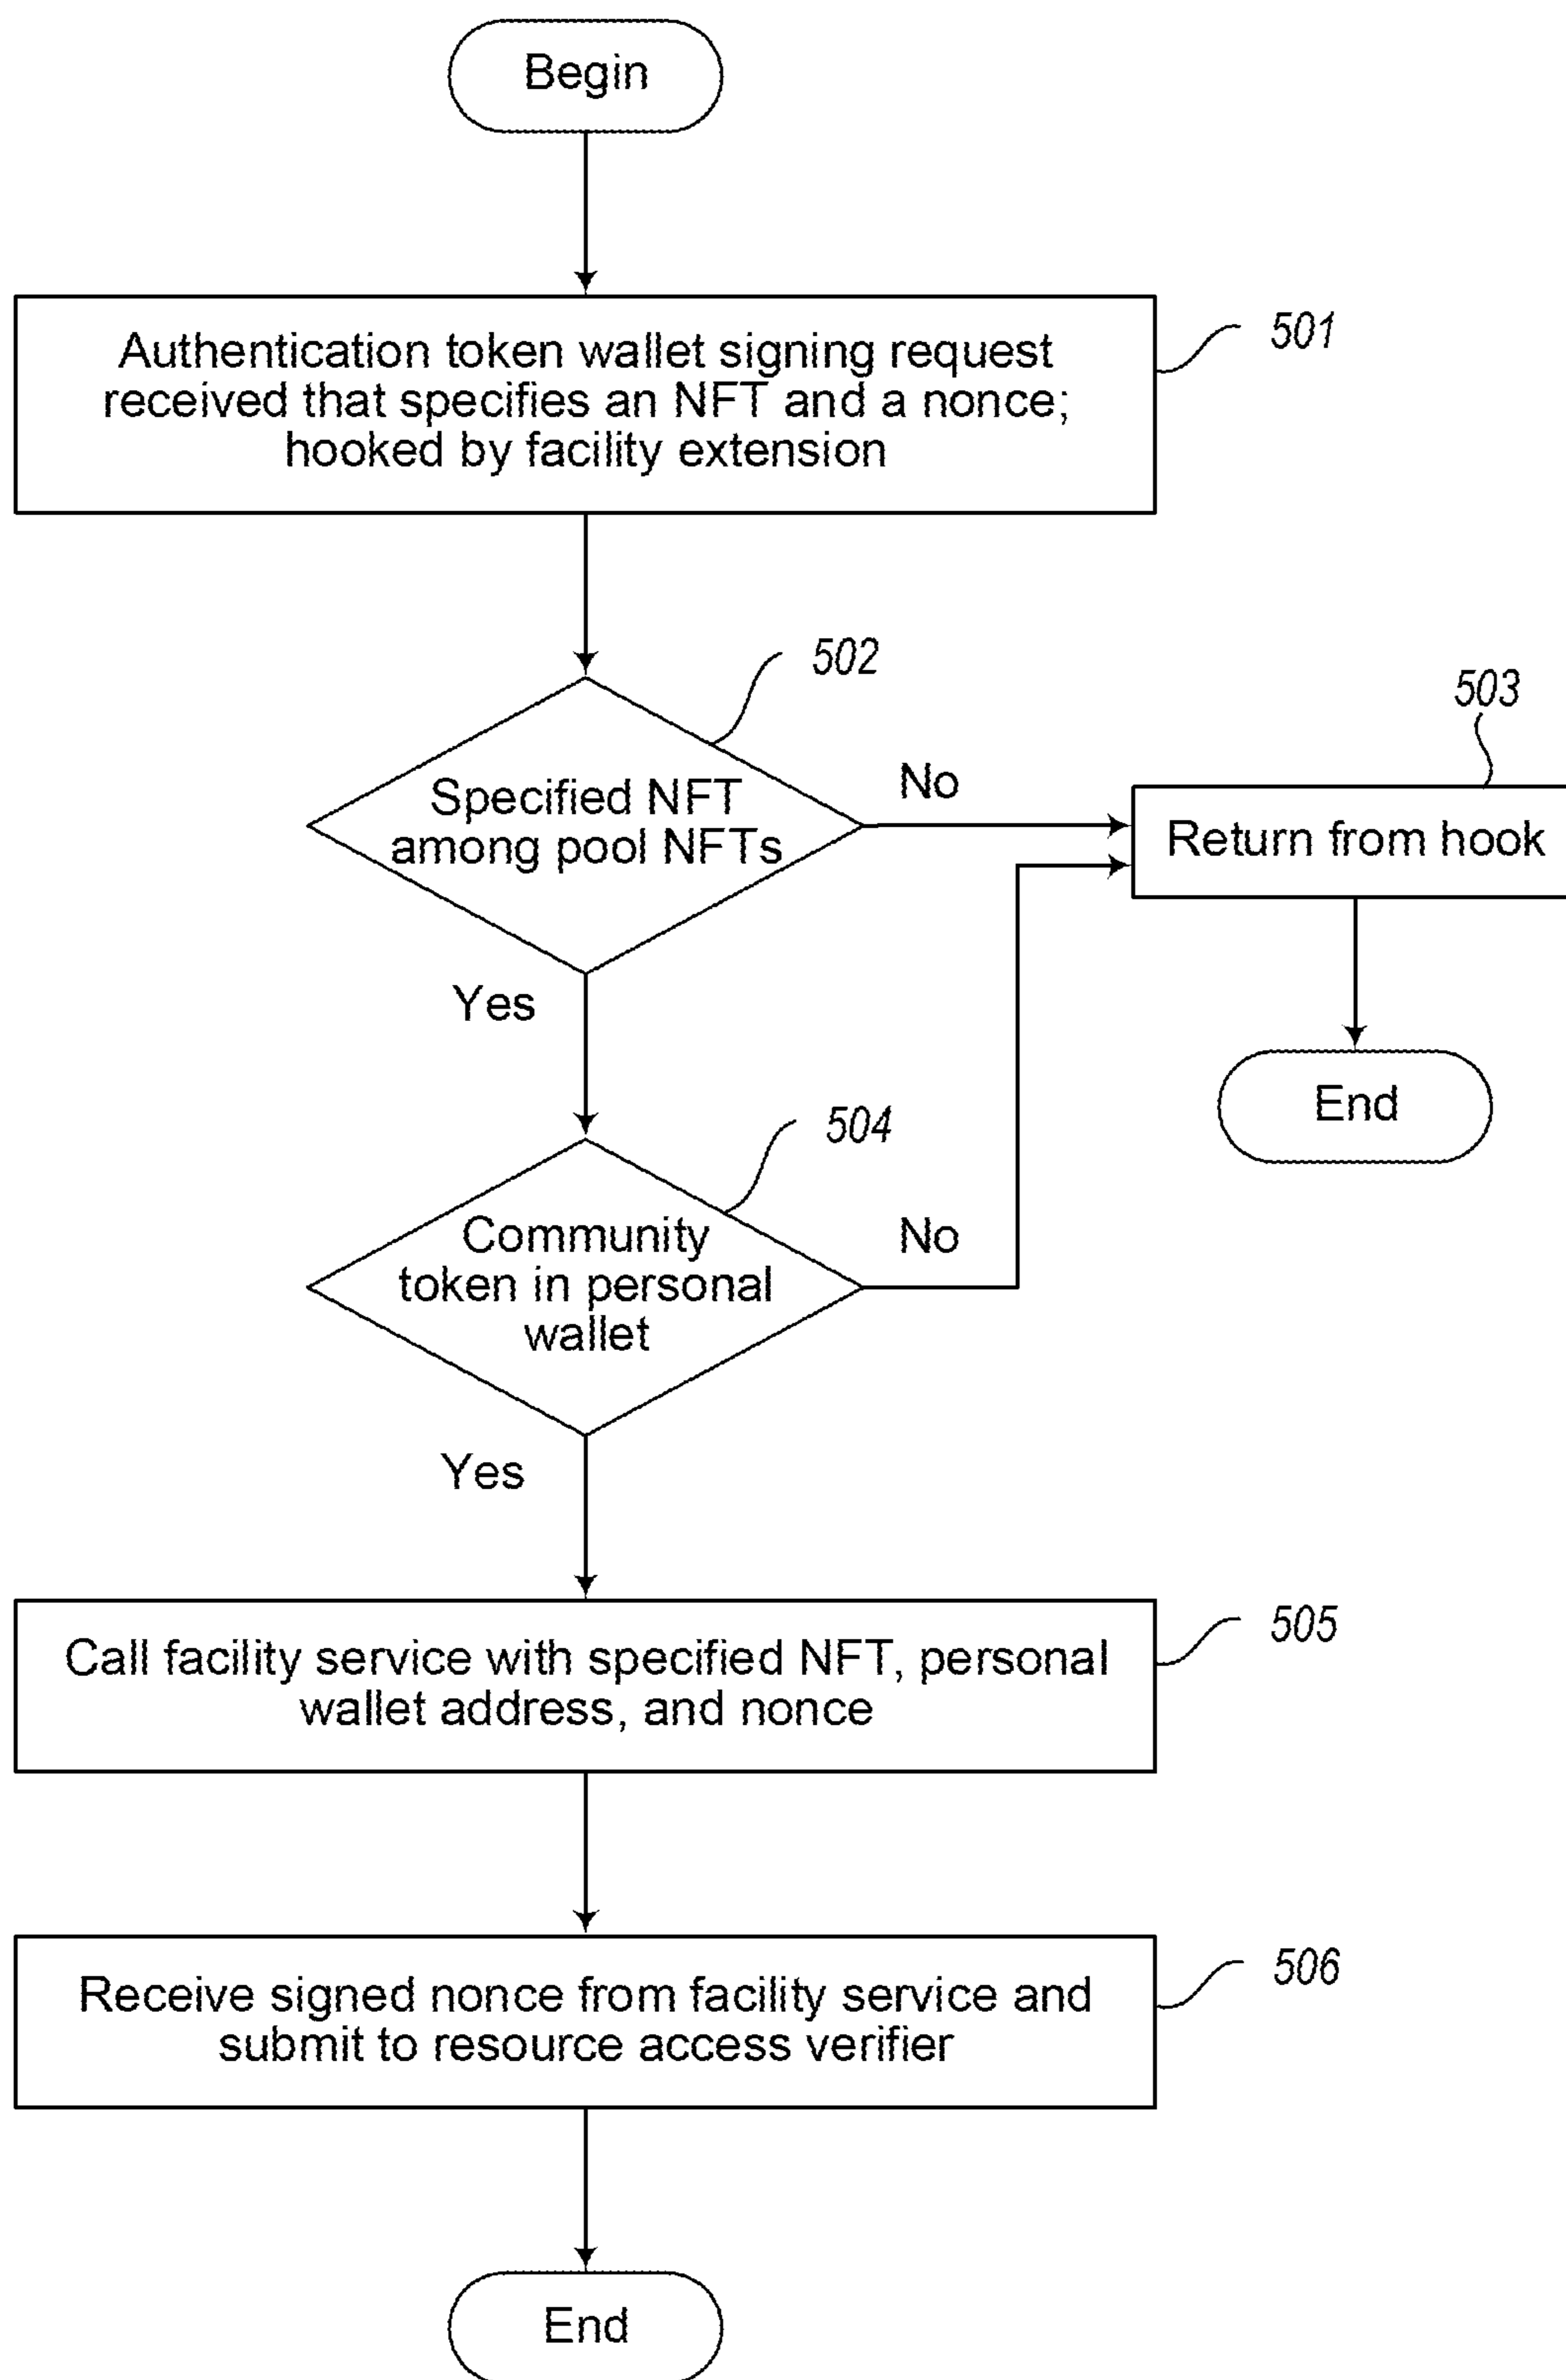 Begin
Authentication token wallet signing request
received that specifies an NFT and a nonce;
hooked by facility extension
501
502
Specified NFT
among pool NFTs
No
503
Return from hook
Yes
End
504
Community
token in personal
wallet
No
Yes
Call facility service with specified NFT, personal
wallet address, and nonce
505
Receive signed nonce from facility service and
submit to resource access verifier
506
End